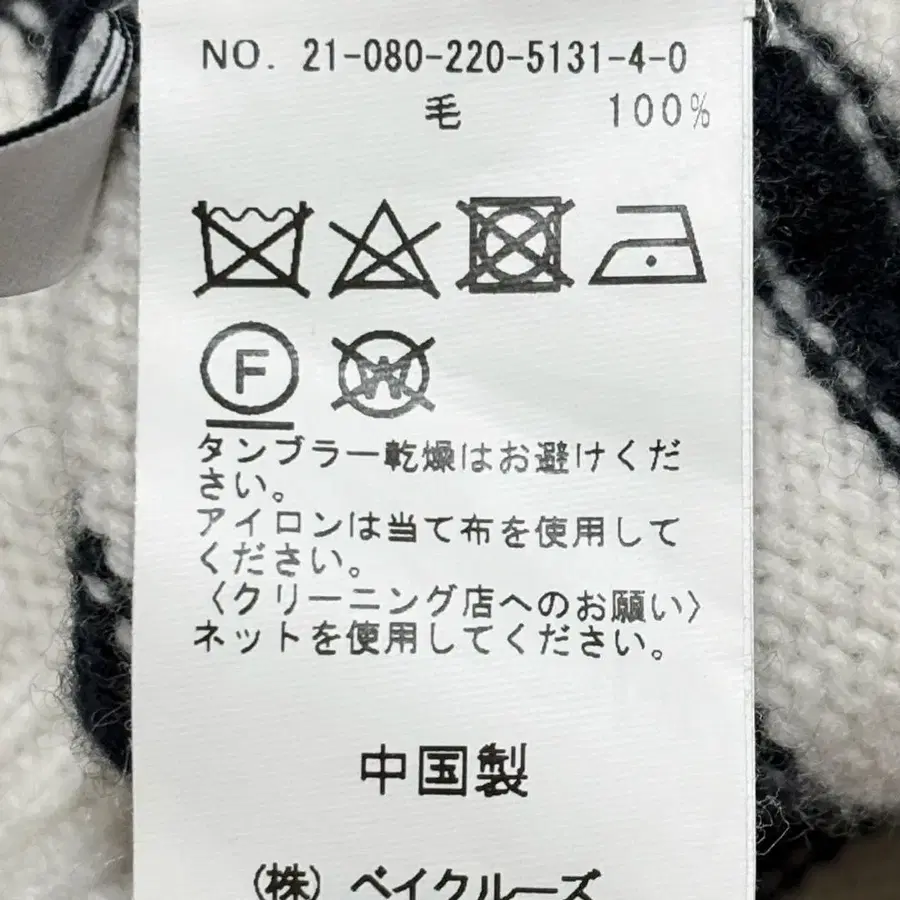 NO. 21-080-220-5131-4-0
毛 100%
F
W
タンブラー乾燥はお避けくだ
さい。
アイロンは当て布を使用して
ください。
〈クリーニング店へのお願い〉
ネットを使用してください。
中国製
(株) ベイクルーズ